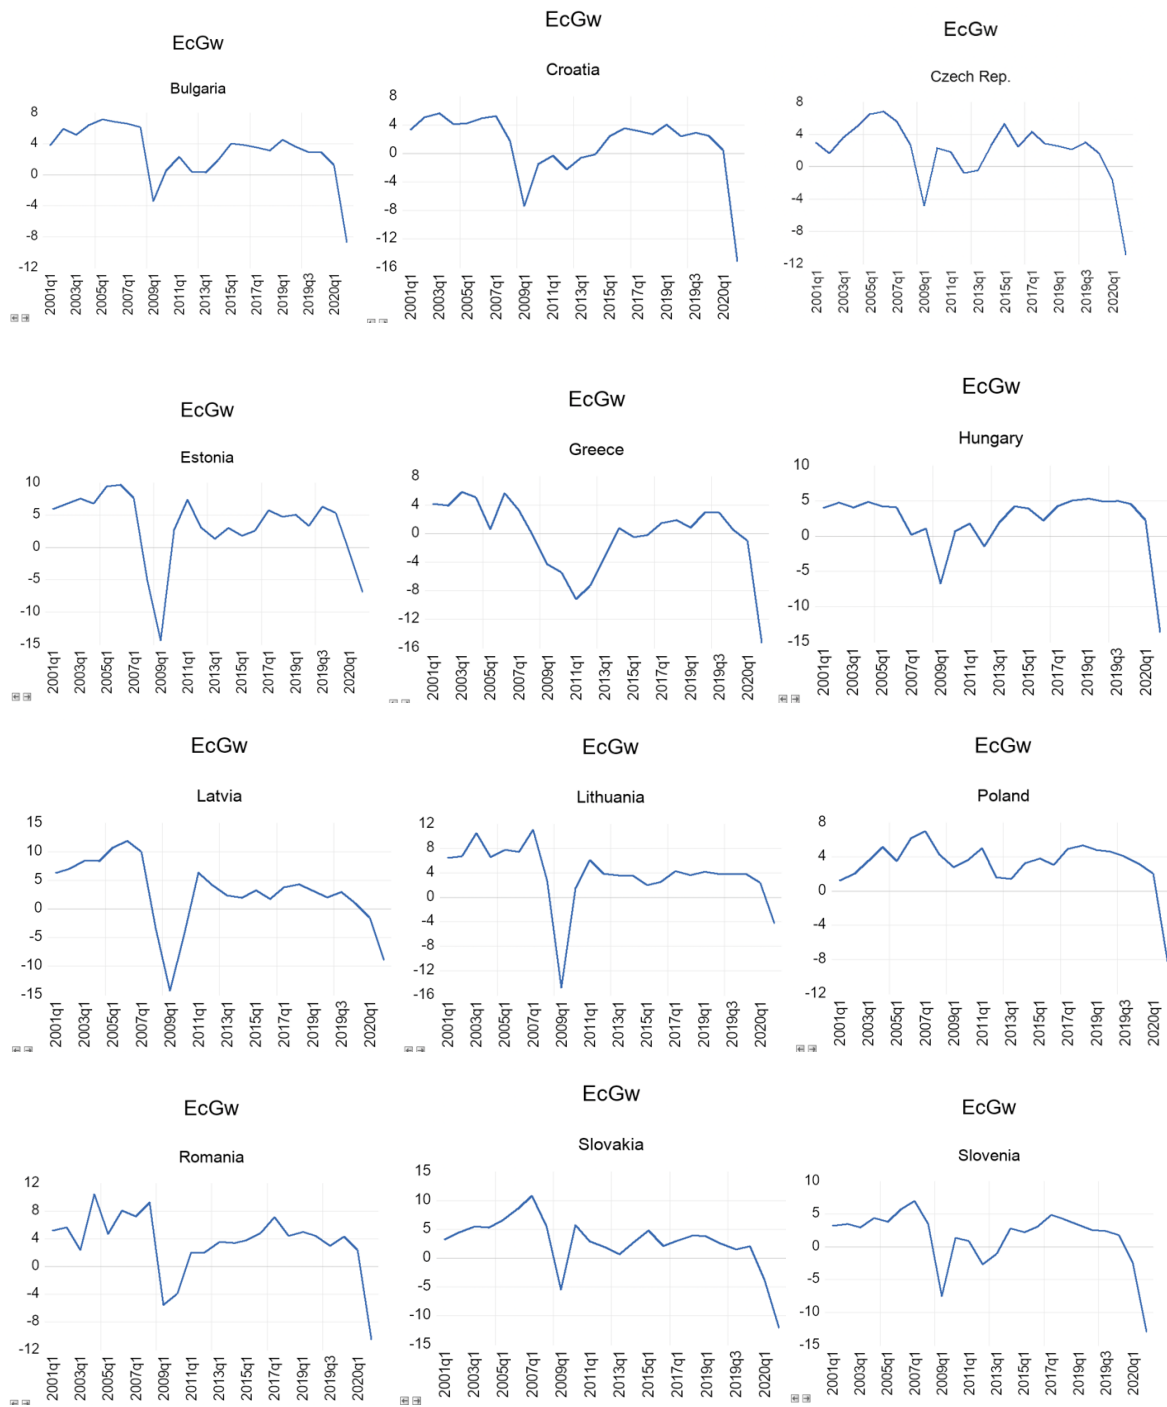 EcGw
Bulgaria
8
4
0
-4
-8
-12
2001q1
2003q1
2005q1
2007q1
2009q1
2011q1
2013q1
2015q1
2017q1
2019q1
2019q3
2020q1
EcGw
Croatia
8
4
0
-4
-8
-12
-16
2001q1
2003q1
2005q1
2007q1
2009q1
2011q1
2013q1
2015q1
2017q1
2019q1
2019q3
2020q1
EcGw
Czech Rep.
8
4
0
-4
-8
-12
2001q1
2003q1
2005q1
2007q1
2009q1
2011q1
2013q1
2015q1
2017q1
2019q1
2019q3
2020q1
EcGw
Estonia
10
5
0
-5
-10
-15
2001q1
2003q1
2005q1
2007q1
2009q1
2011q1
2013q1
2015q1
2017q1
2019q1
2019q3
2020q1
EcGw
Greece
8
4
0
-4
-8
-12
-16
2001q1
2003q1
2005q1
2007q1
2009q1
2011q1
2013q1
2015q1
2017q1
2019q1
2019q3
2020q1
EcGw
Hungary
10
5
0
-5
-10
-15
2001q1
2003q1
2005q1
2007q1
2009q1
2011q1
2013q1
2015q1
2017q1
2019q1
2019q3
2020q1
EcGw
Latvia
15
10
5
0
-5
-10
-15
2001q1
2003q1
2005q1
2007q1
2009q1
2011q1
2013q1
2015q1
2017q1
2019q1
2019q3
2020q1
EcGw
Lithuania
12
8
4
0
-4
-8
-12
-16
2001q1
2003q1
2005q1
2007q1
2009q1
2011q1
2013q1
2015q1
2017q1
2019q1
2019q3
2020q1
EcGw
Poland
8
4
0
-4
-8
-12
2001q1
2003q1
2005q1
2007q1
2009q1
2011q1
2013q1
2015q1
2017q1
2019q1
2019q3
2020q1
EcGw
Romania
12
8
4
0
-4
-8
-12
2001q1
2003q1
2005q1
2007q1
2009q1
2011q1
2013q1
2015q1
2017q1
2019q1
2019q3
2020q1
EcGw
Slovakia
15
10
5
0
-5
-10
-15
2001q1
2003q1
2005q1
2007q1
2009q1
2011q1
2013q1
2015q1
2017q1
2019q1
2019q3
2020q1
EcGw
Slovenia
10
5
0
-5
-10
-15
2001q1
2003q1
2005q1
2007q1
2009q1
2011q1
2013q1
2015q1
2017q1
2019q1
2019q3
2020q1